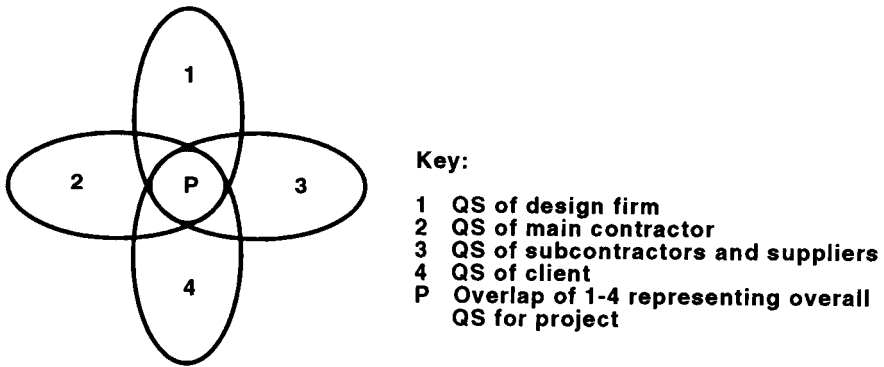 1
2
P
3
4
Key:
1 QS of design firm
2 QS of main contractor
3 QS of subcontractors and suppliers
4 QS of client
P Overlap of 1-4 representing overall
QS for project